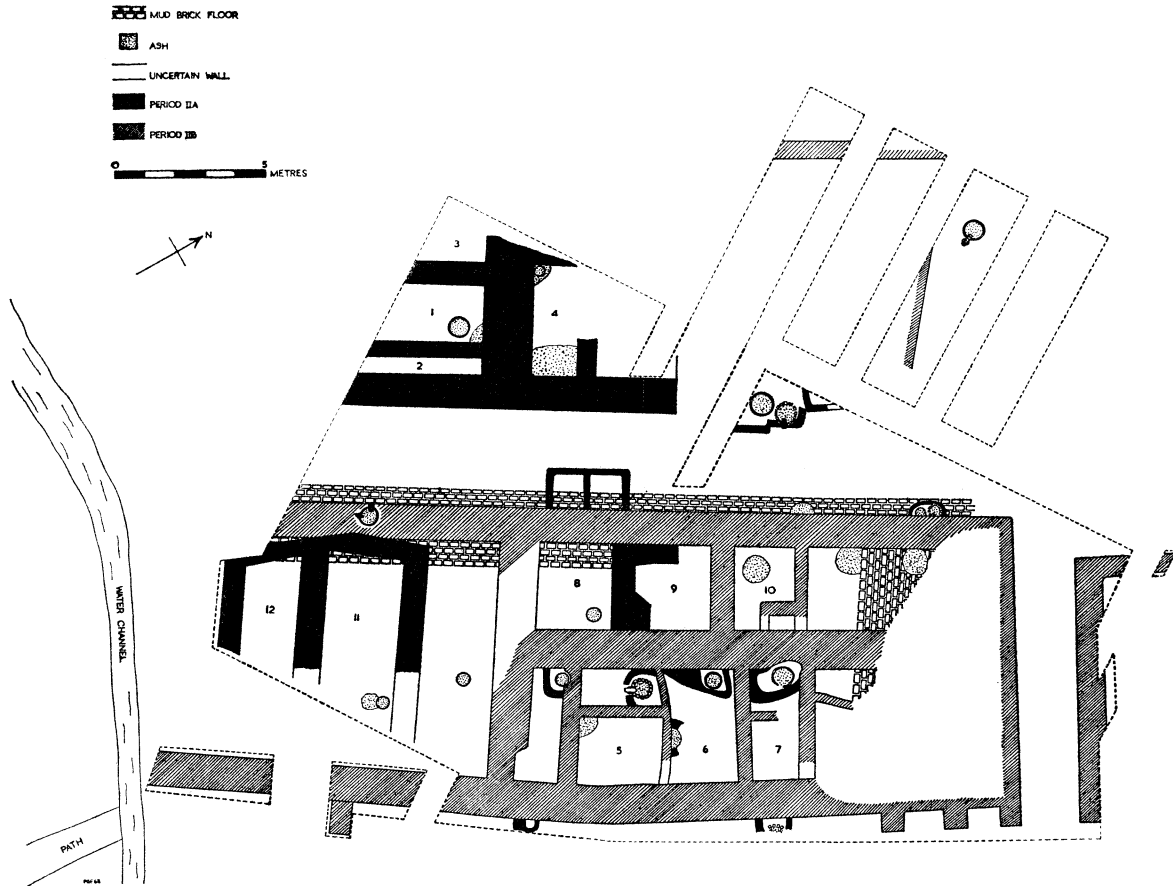 MUD BRICK FLOOR
ASH
UNCERTAIN WALL
PERIOD IIA
PERIOD IIB
0 5 METRES
N
3
1
4
2
12
11
8
9
10
5
6
7
WATER CHANNEL
PATH